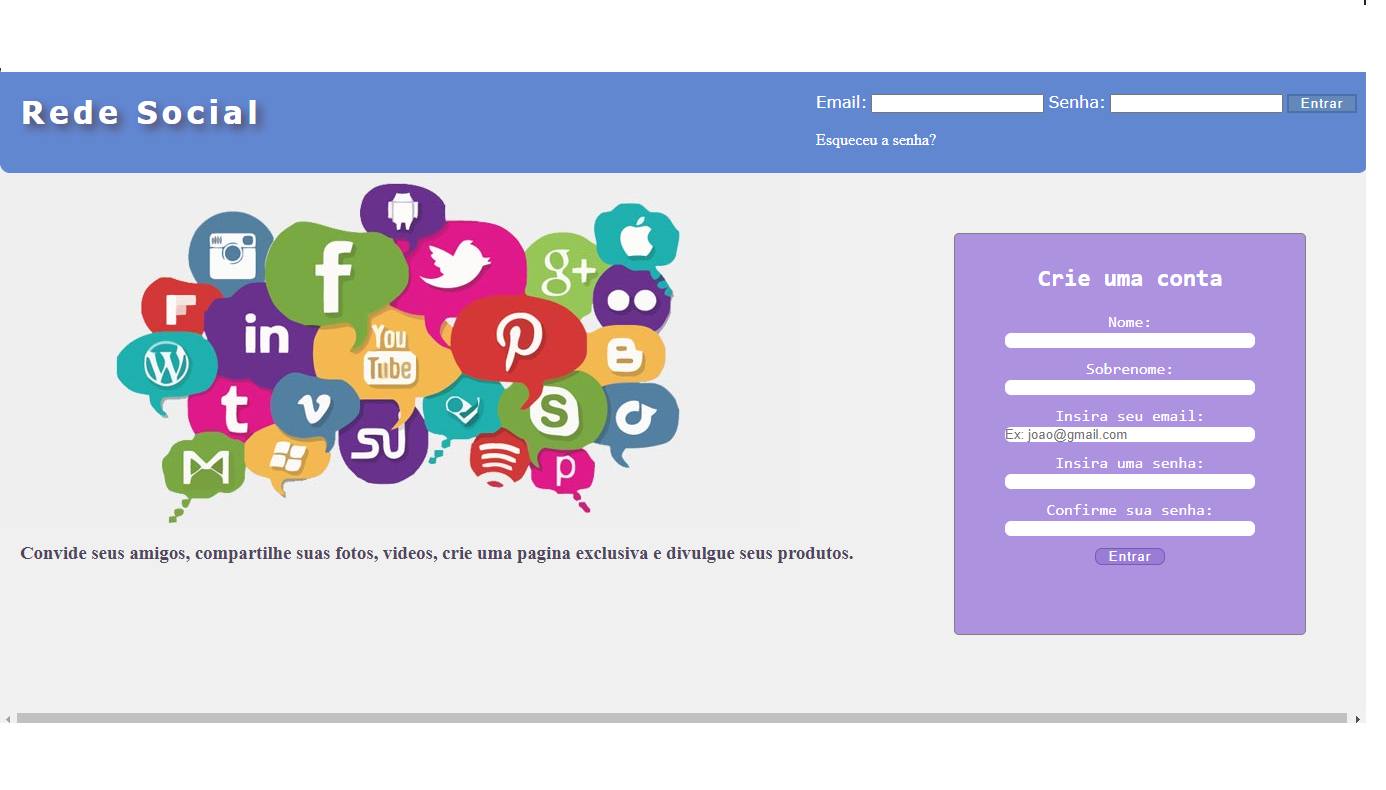 Rede Social
Email: Senha: Entrar
Esqueceu a senha?
f
g+
in
You
Tube
t
p
Crie uma conta
Nome:
Sobrenome:
Insira seu email:
Ex: joao@gmail.com
Insira uma senha:
Confirme sua senha:
Entrar
Convide seus amigos, compartilhe suas fotos, videos, crie uma pagina exclusiva e divulgue seus produtos.